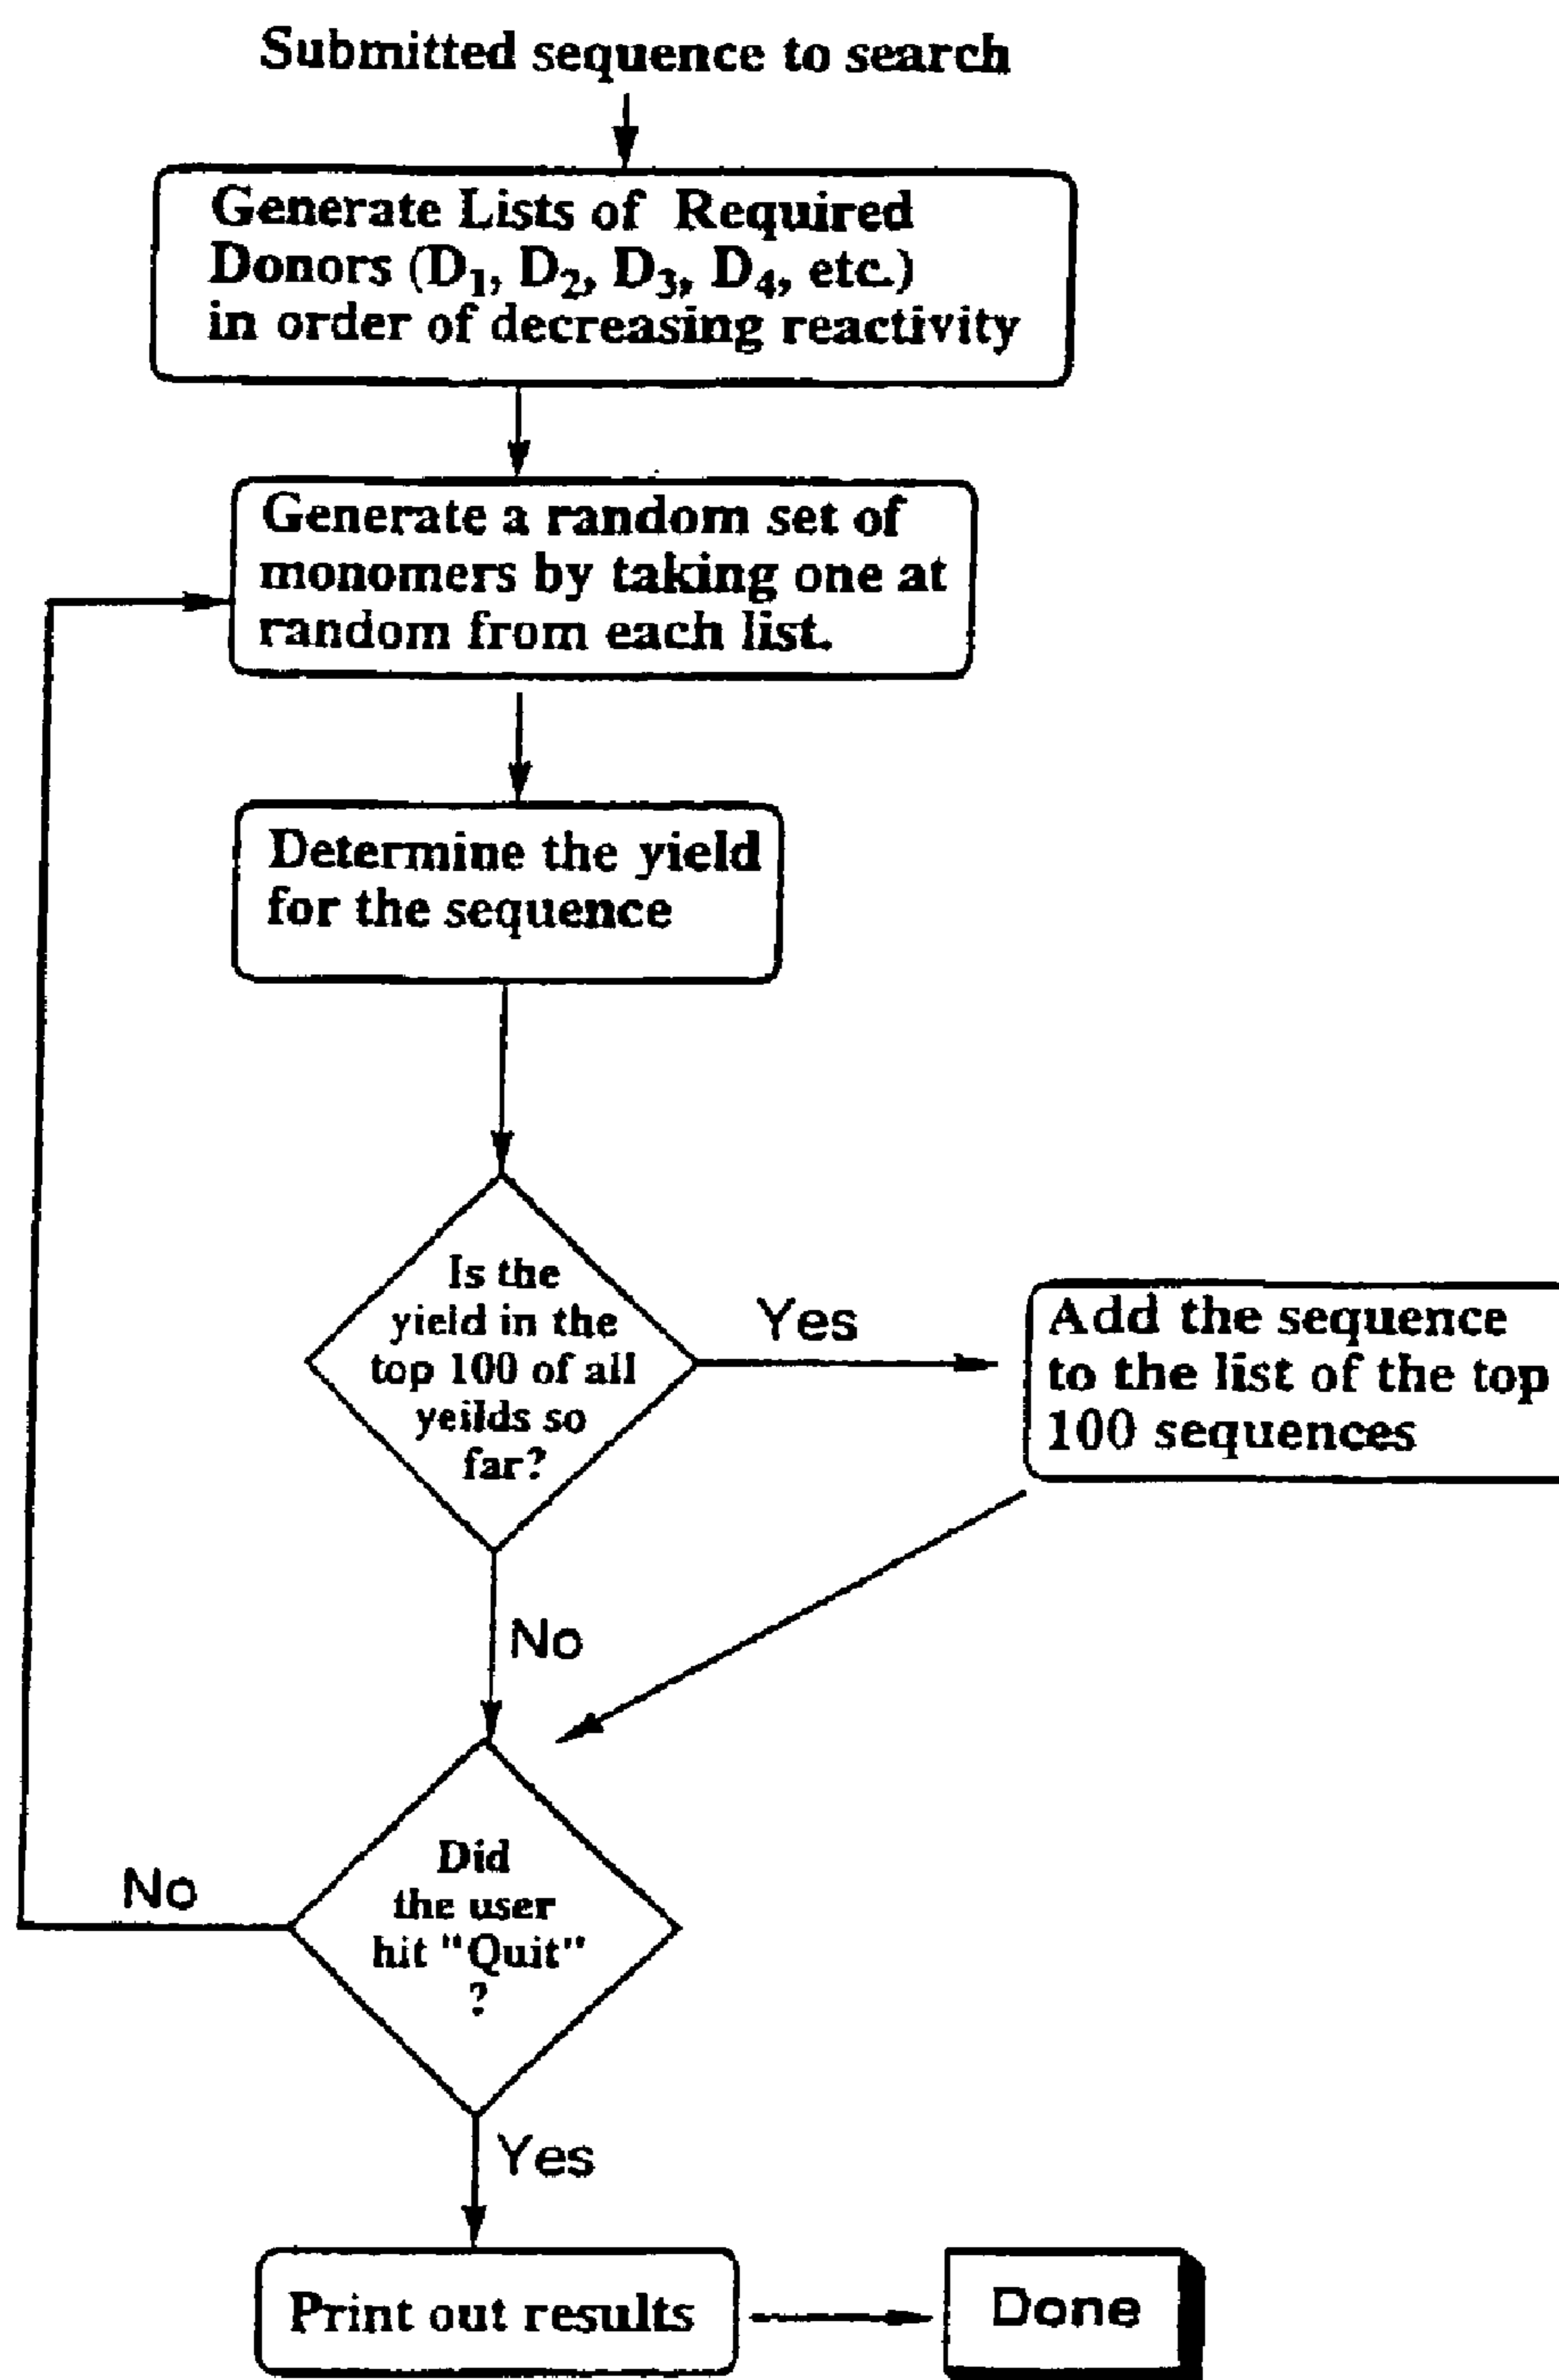 Submitted sequence to search
Generate Lists of Required
Donors (D₁, D₂, D₃, D₄, etc.)
in order of decreasing reactivity
Generate a random set of
monomers by taking one at
random from each list.
Determine the yield
for the sequence
Is the
yield in the
top 100 of all
yeilds so
far?
Yes
Add the sequence
to the list of the top
100 sequences
No
Did
the user
hit "Quit"
?
No
Yes
Print out results
Done